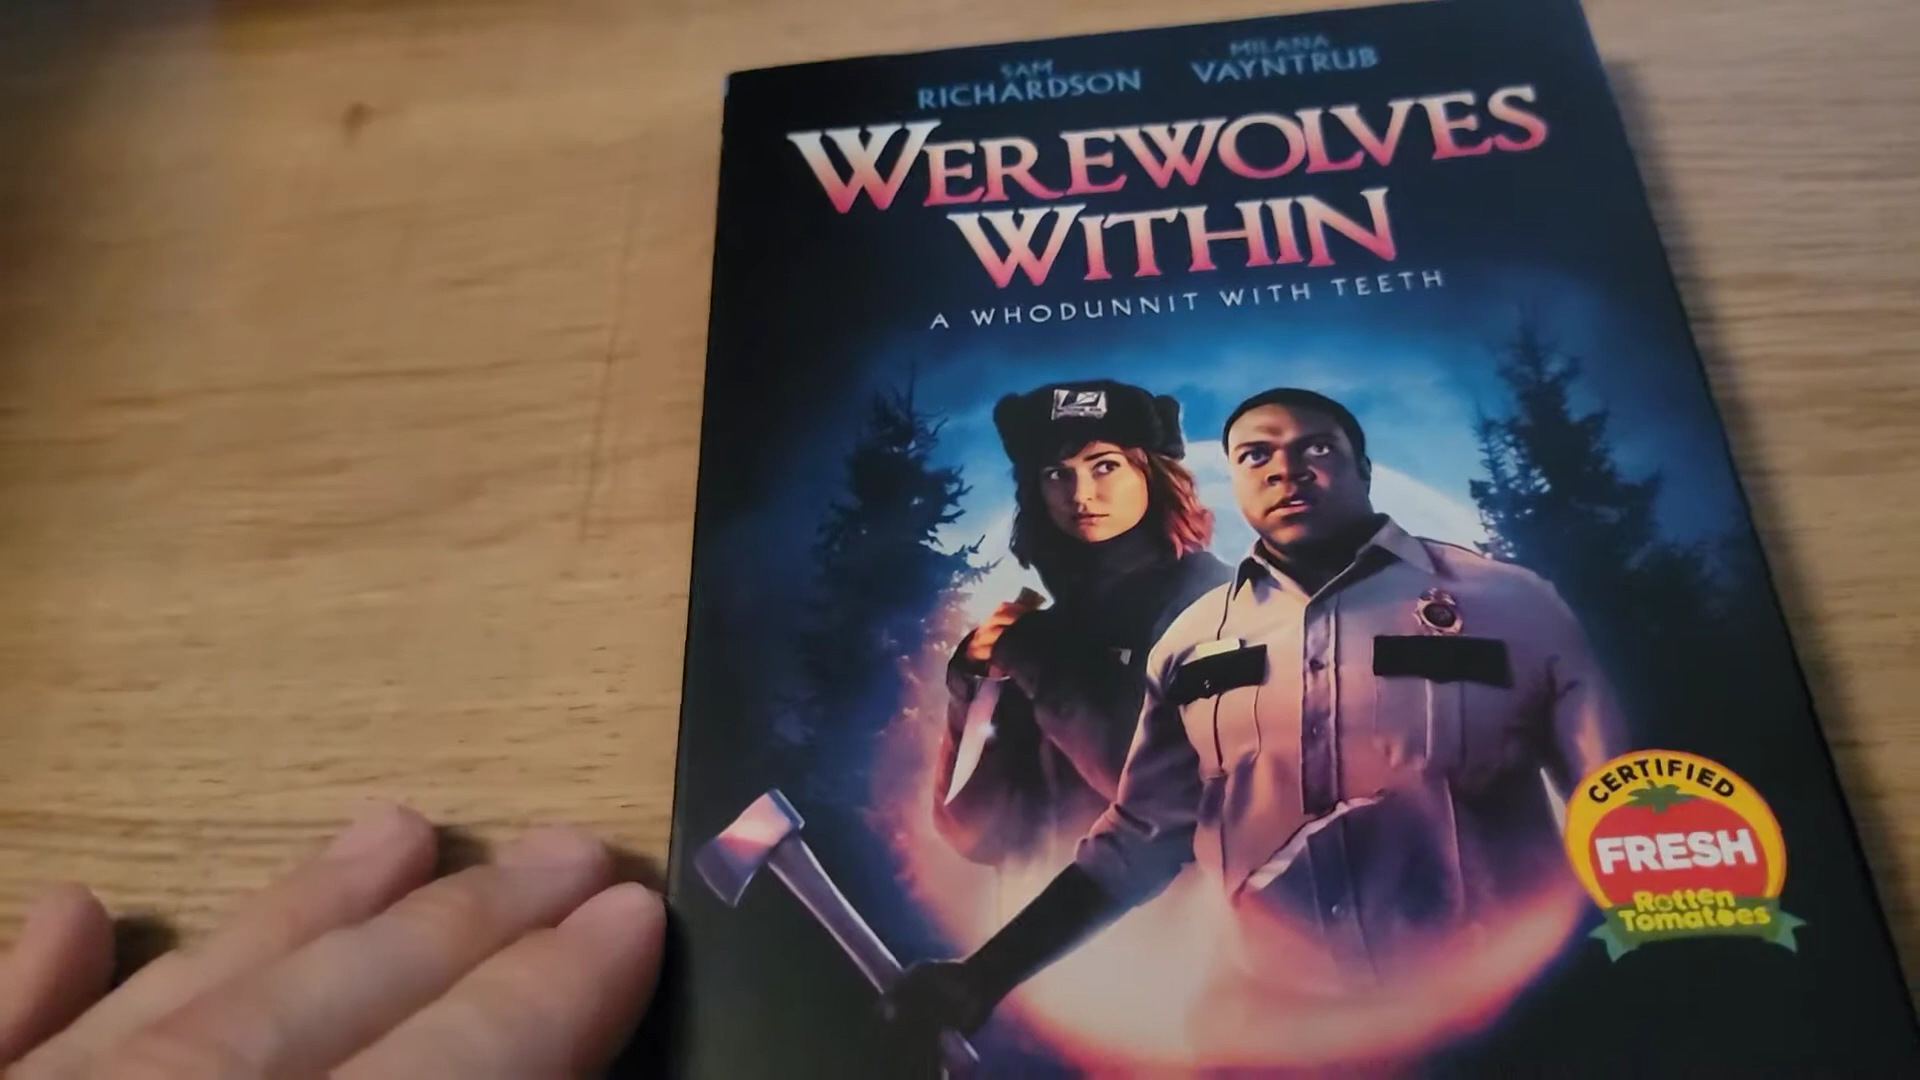 SAM
RICHARDSON
MILANA
VAYNTRUB
WEREWOLVES
WITHIN
A WHODUNNIT WITH TEETH
CERTIFIED
FRESH
Rotten
Tomatoes